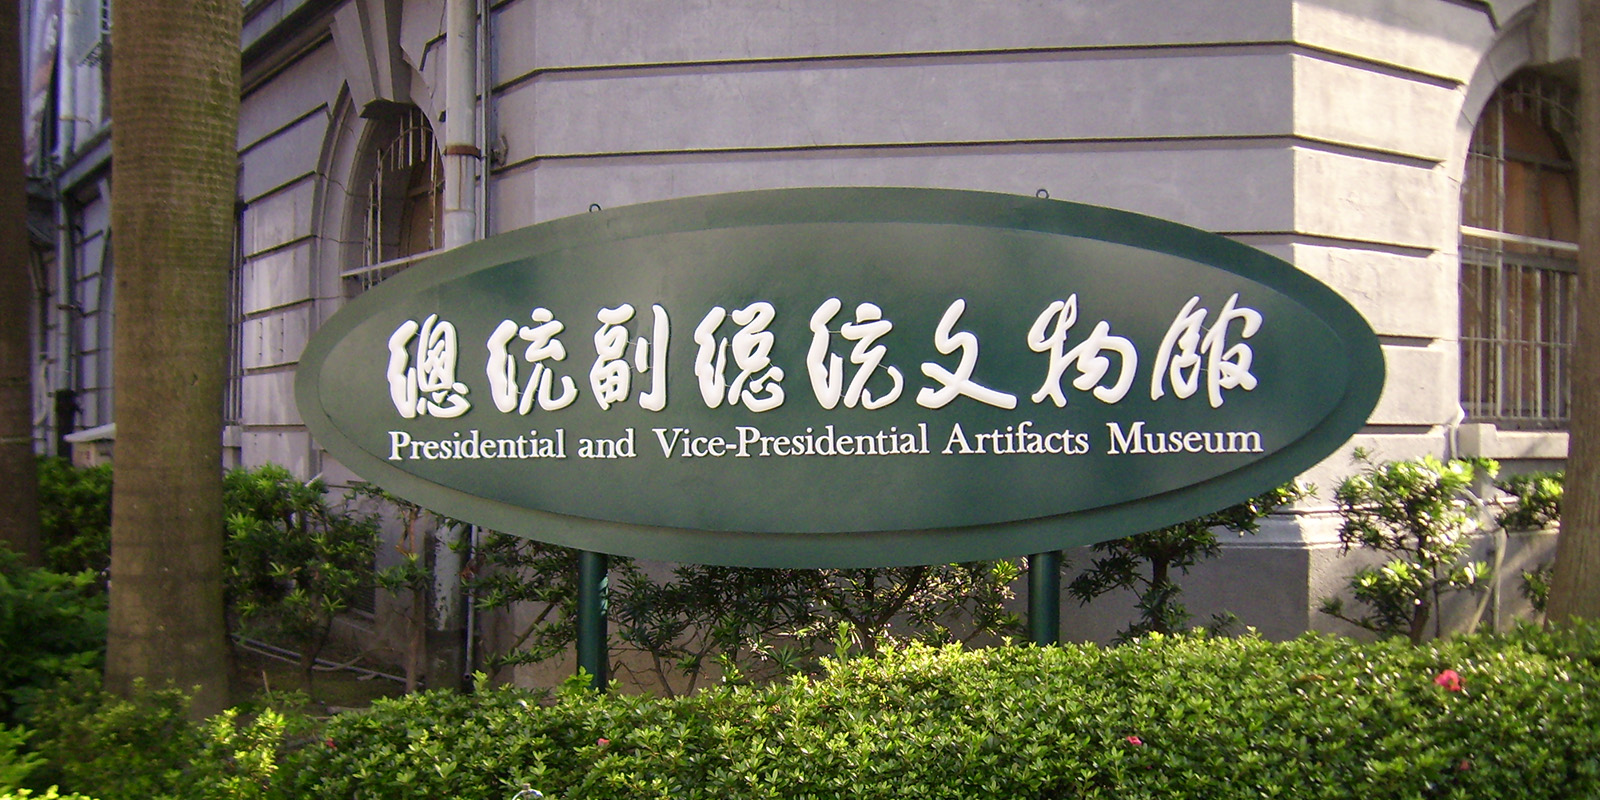 總統副總統文物館
Presidential and Vice-Presidential Artifacts Museum